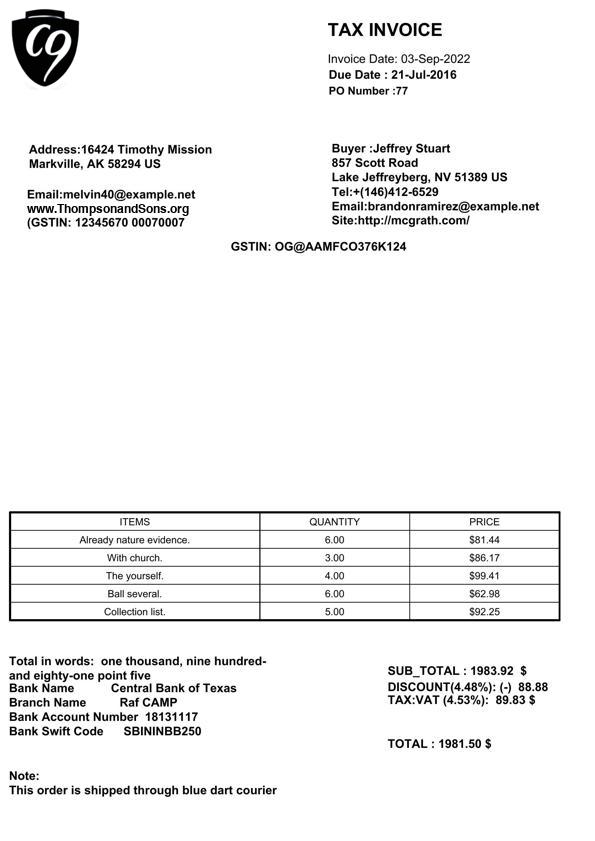 C9
TAX INVOICE
Invoice Date: 03-Sep-2022
Due Date : 21-Jul-2016
PO Number :77
Address:16424 Timothy Mission
Markville, AK 58294 US
Email:melvin40@example.net
www.ThompsonandSons.org
(GSTIN: 12345670 00070007
Buyer :Jeffrey Stuart
857 Scott Road
Lake Jeffreyberg, NV 51389 US
Tel:+(146)412-6529
Email:brandonramirez@example.net
Site:http://mcgrath.com/
GSTIN: OG@AAMFCO376K124
ITEMS QUANTITY PRICE
Already nature evidence. 6.00 $81.44
With church. 3.00 $86.17
The yourself. 4.00 $99.41
Ball several. 6.00 $62.98
Collection list. 5.00 $92.25
Total in words: one thousand, nine hundred-
and eighty-one point five
Bank Name Central Bank of Texas
Branch Name Raf CAMP
Bank Account Number 18131117
Bank Swift Code SBININBB250
SUB_TOTAL : 1983.92 $
DISCOUNT(4.48%): (-) 88.88
TAX:VAT (4.53%): 89.83 $
TOTAL : 1981.50 $
Note:
This order is shipped through blue dart courier